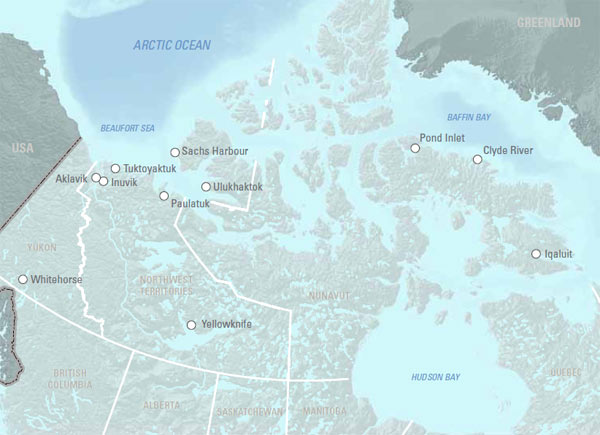 GREENLAND
ARCTIC OCEAN
BAFFIN BAY
BEAUFORT SEA
Pond Inlet
USA
Sachs Harbour
Clyde River
Tuktoyaktuk
Aklavik
Inuvik
Ulukhaktok
Paulatuk
YUKON
Iqaluit
Whitehorse
NORTHWEST
TERRITORIES
NUNAVUT
Yellowknife
BRITISH
COLUMBIA
HUDSON BAY
QUEBEC
ALBERTA
SASKATCHEWAN
MANITOBA